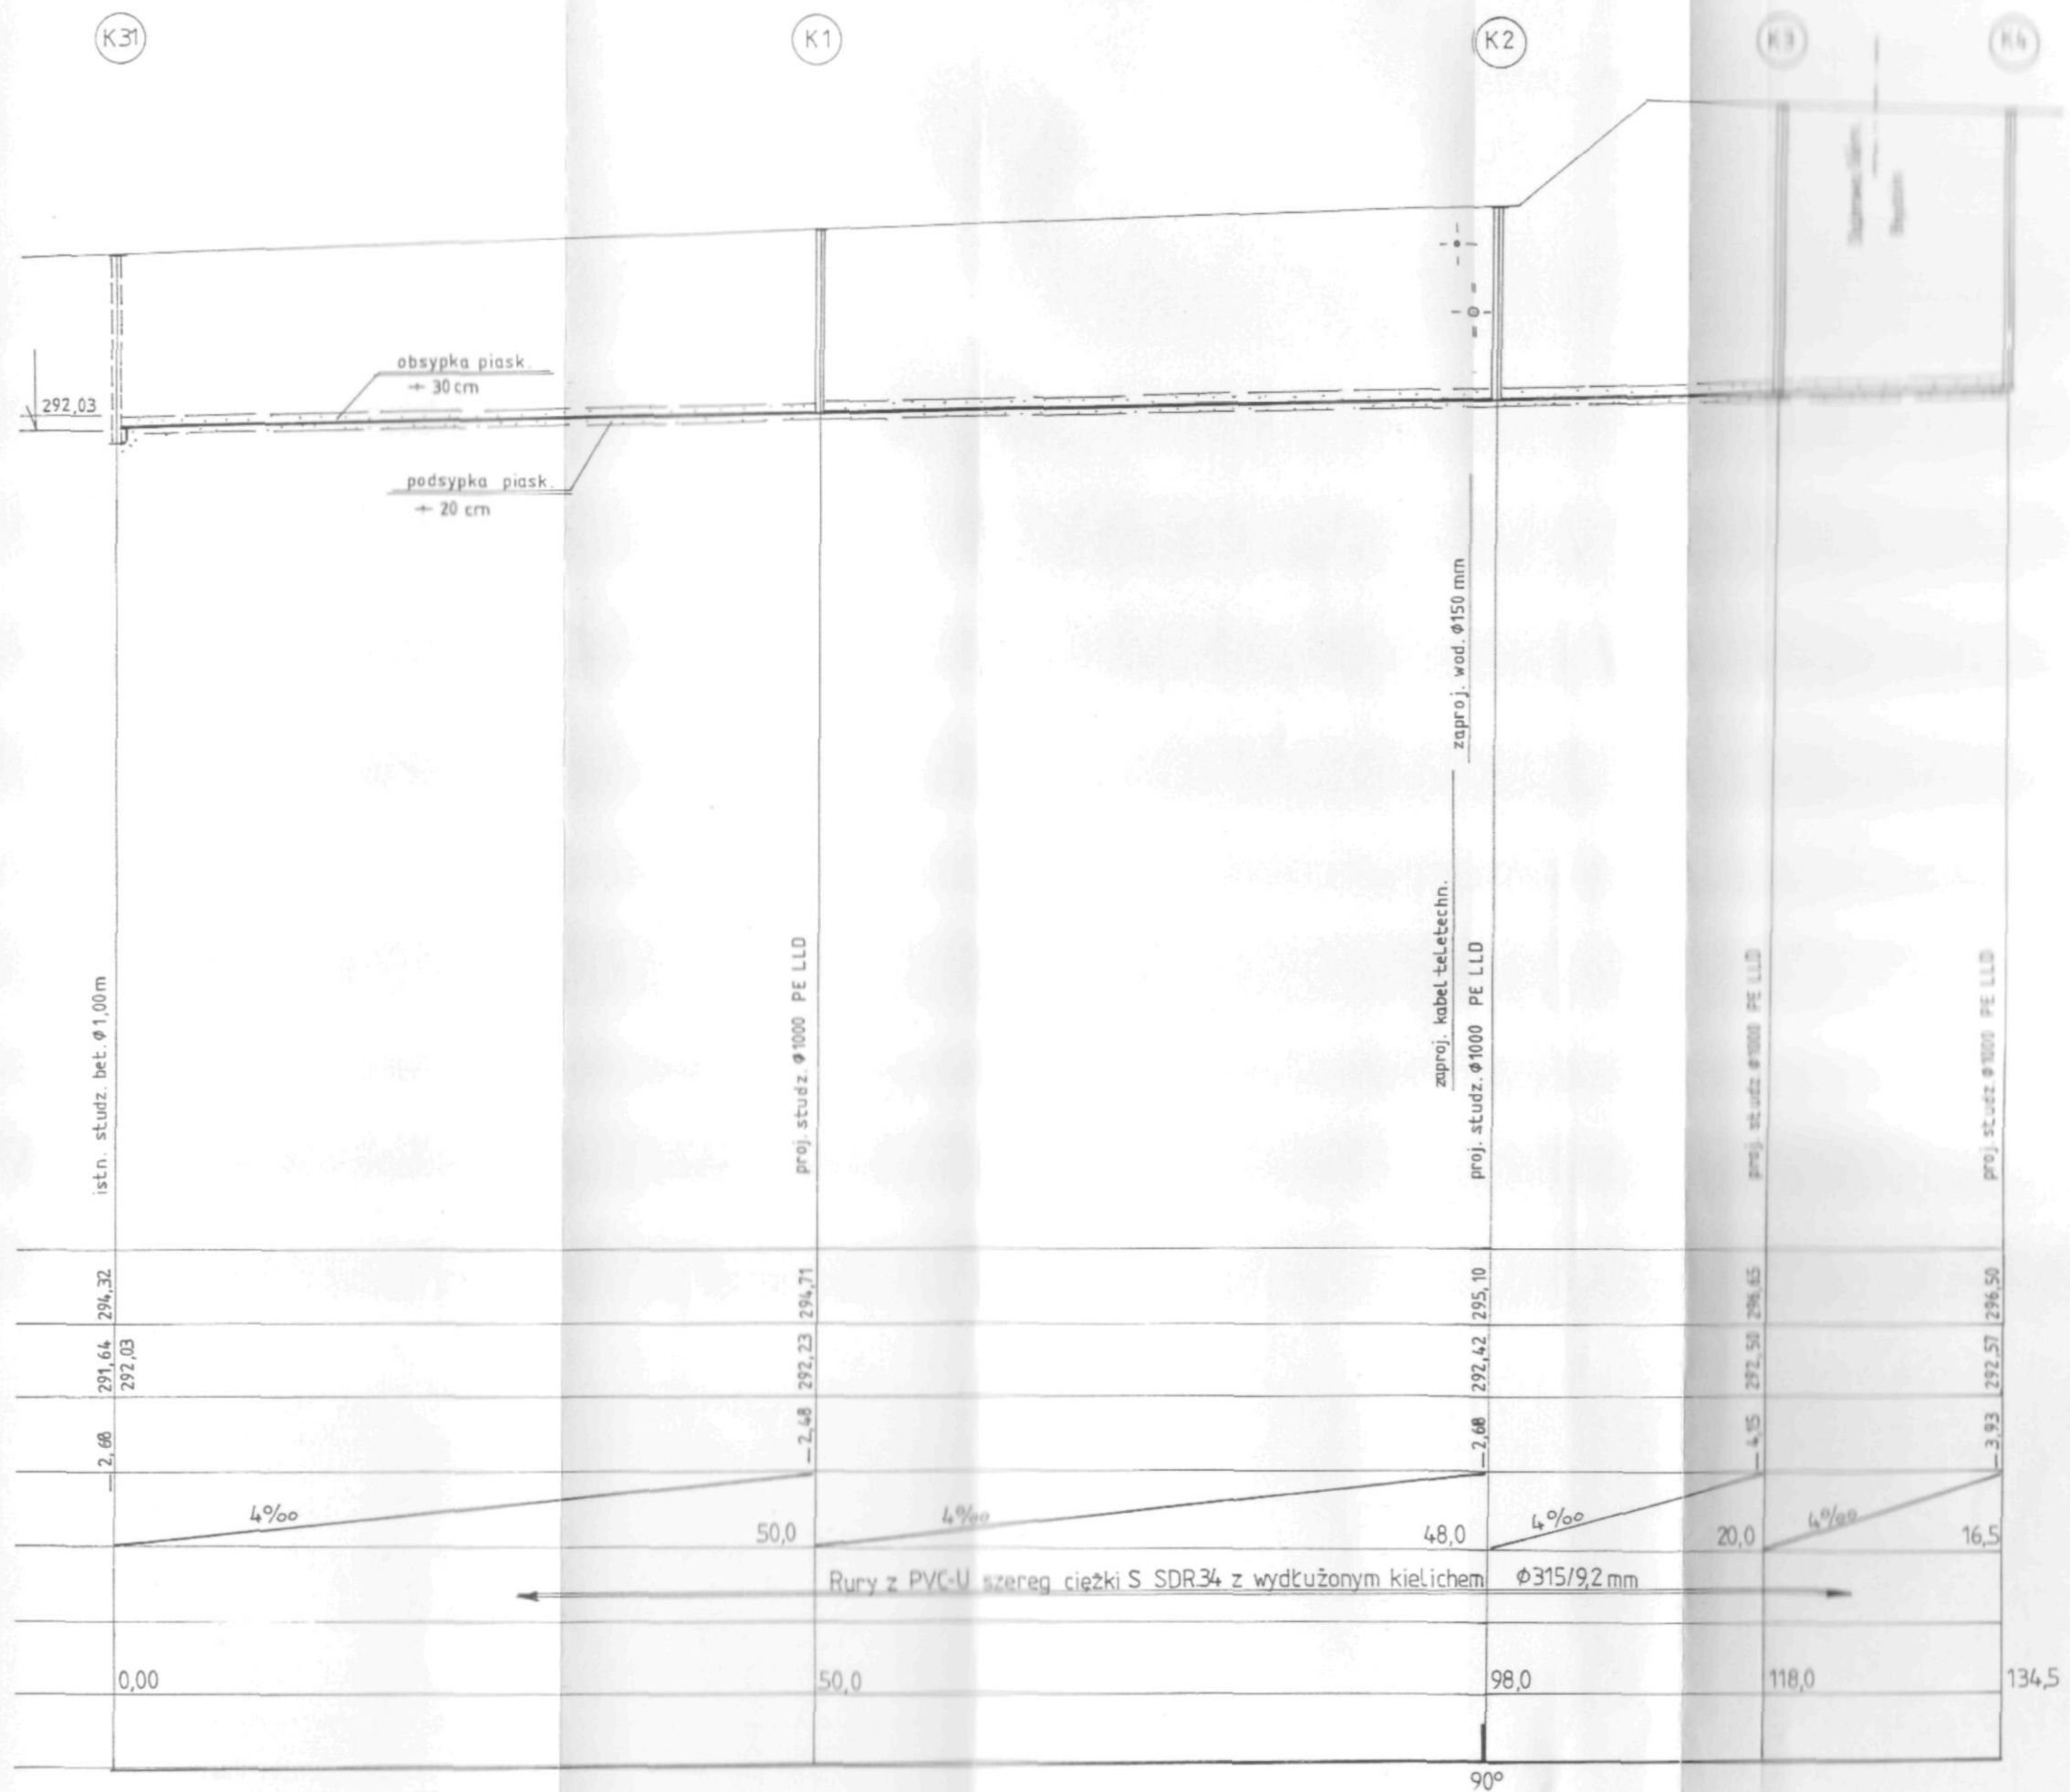 K31
K1
K2
K3
K4
292,03
obsypka piask.
+ 30 cm
podsypka piask.
+ 20 cm
istn. studz. bet. ϕ1,00m
proj. studz. ϕ1000 PE LLD
zaproj. kabel teletechn.
zaproj. wod. ϕ150 mm
proj. studz. ϕ1000 PE LLD
proj. studz. ϕ1000 PE LLD
proj. studz. ϕ1000 PE LLD
294,32
294,71
295,10
296,65
296,50
291,64
292,03
292,23
292,42
292,50
292,57
2,68
2,48
2,68
4,15
3,93
4‰
50,0
4‰
48,0
4‰
20,0
4‰
16,5
Rury z PVC-U szereg ciężki S SDR34 z wydłużonym kielichem ϕ315/9,2 mm
0,00
50,0
98,0
118,0
134,5
90°